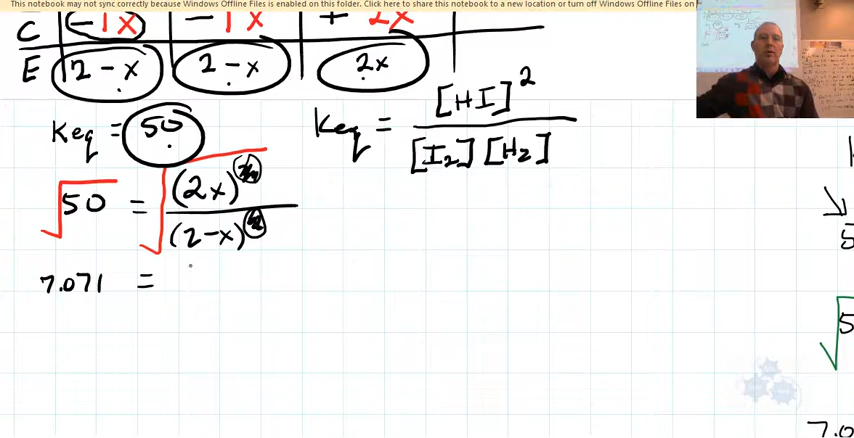 This notebook may not sync correctly because Windows Offline Files is enabled on this folder. Click here to share this notebook to a new location or turn off Windows Offline Files on
C -1x -1x + 2x
E 2-x 2-x 2x
Keq = 50
Keq = [HI]² / [I₂][H₂]
√50 = √(2x) / (2-x)
7.071 =
5
√5
7.0